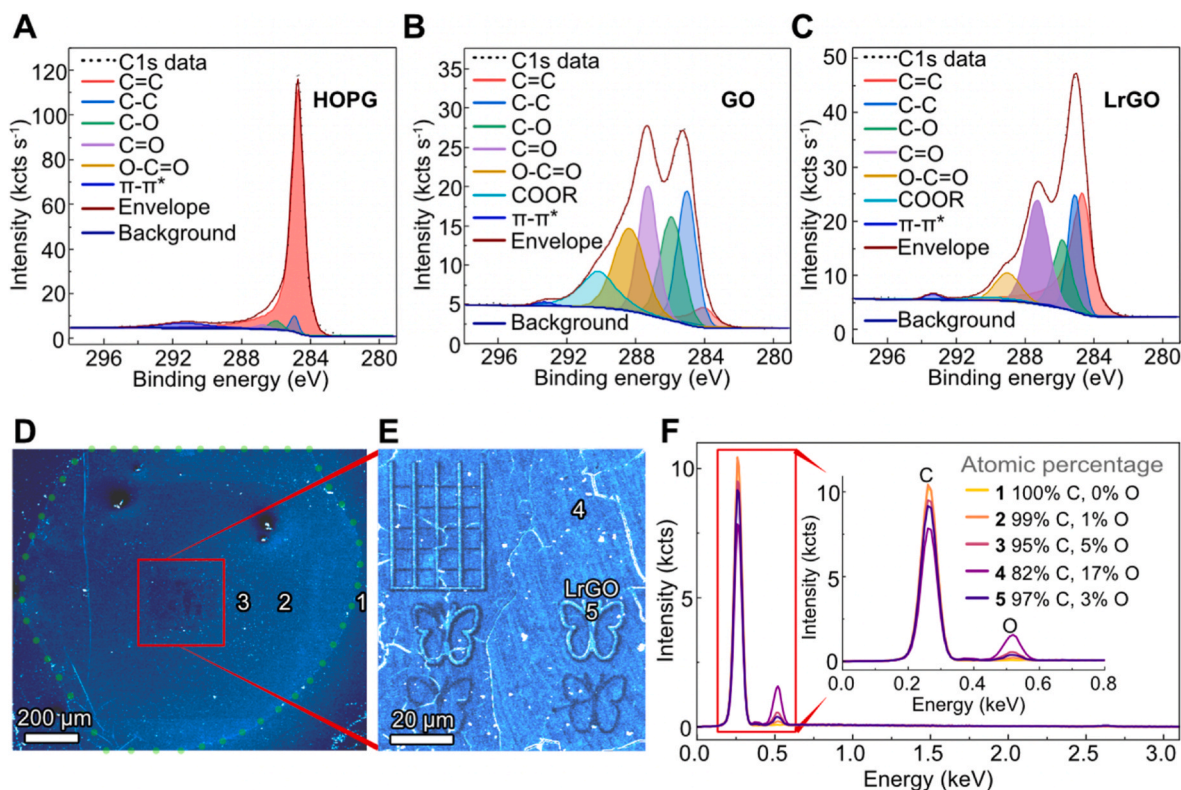 A
C1s data
C=C
C-C
C-O
C=O
O-C=O
π-π*
Envelope
Background
HOPG
120
100
80
60
40
20
0
Intensity (kcts s⁻¹)
296 292 288 284 280
Binding energy (eV)
B
C1s data
C=C
C-C
C-O
C=O
O-C=O
COOR
π-π*
Envelope
Background
GO
35
30
25
20
15
10
5
0
Intensity (kcts s⁻¹)
296 292 288 284 280
Binding energy (eV)
C
C1s data
C=C
C-C
C-O
C=O
O-C=O
COOR
π-π*
Envelope
Background
LrGO
50
40
30
20
10
0
Intensity (kcts s⁻¹)
296 292 288 284 280
Binding energy (eV)
D
3 2 1
200 μm
E
4
LrGO
5
20 μm
F
10
5
0
Intensity (kcts)
0.0 0.5 1.0 1.5 2.0 2.5 3.0
Energy (keV)
10
5
0
Intensity (kcts)
C
O
0.0 0.2 0.4 0.6 0.8
Energy (keV)
Atomic percentage
1 100% C, 0% O
2 99% C, 1% O
3 95% C, 5% O
4 82% C, 17% O
5 97% C, 3% O